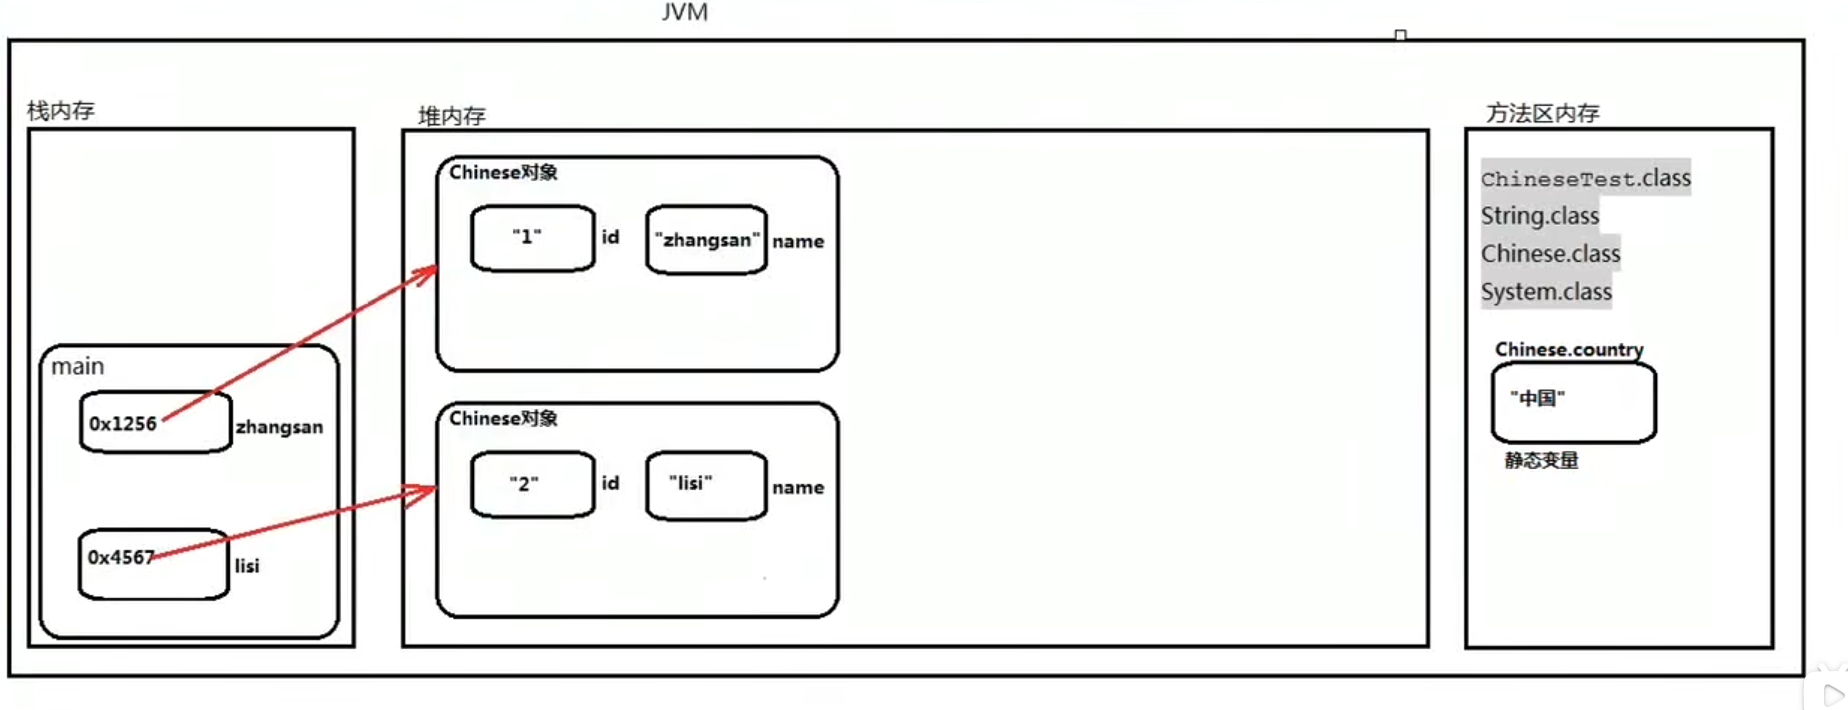 JVM
栈内存
main
0x1256
zhangsan
0x4567
lisi
堆内存
Chinese对象
"1"
id
"zhangsan"
name
Chinese对象
"2"
id
"lisi"
name
方法区内存
ChineseTest.class
String.class
Chinese.class
System.class
Chinese.country
"中国"
静态变量